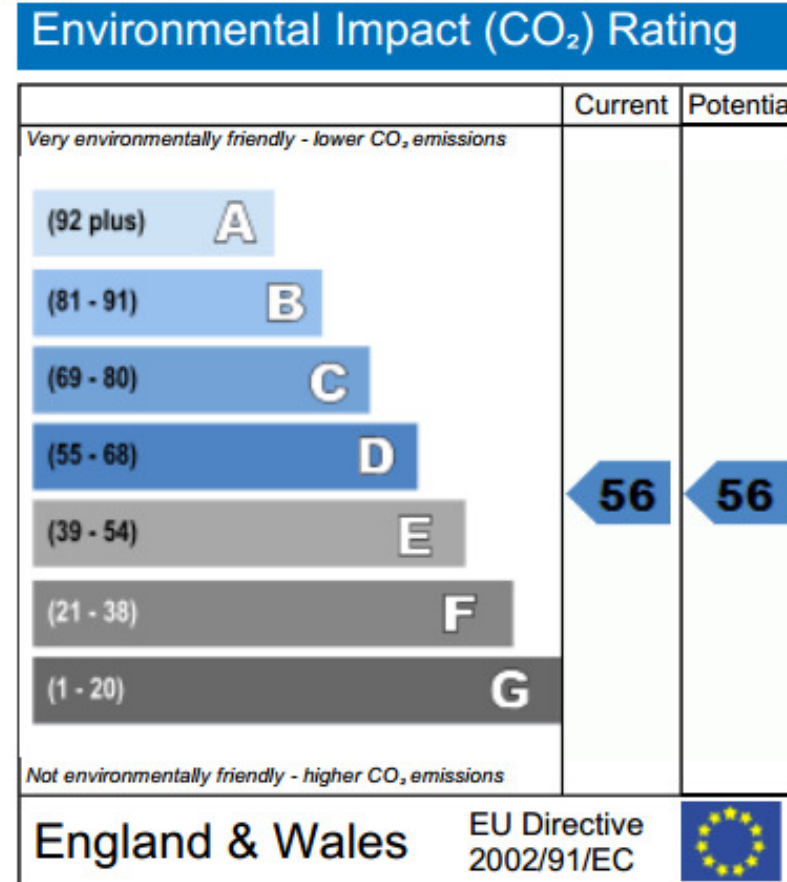 Environmental Impact (CO₂) Rating
Current Potentia
Very environmentally friendly - lower CO₂ emissions
(92 plus) A
(81 - 91) B
(69 - 80) C
(55 - 68) D
56 56
(39 - 54) E
(21 - 38) F
(1 - 20) G
Not environmentally friendly - higher CO₂ emissions
England & Wales
EU Directive
2002/91/EC